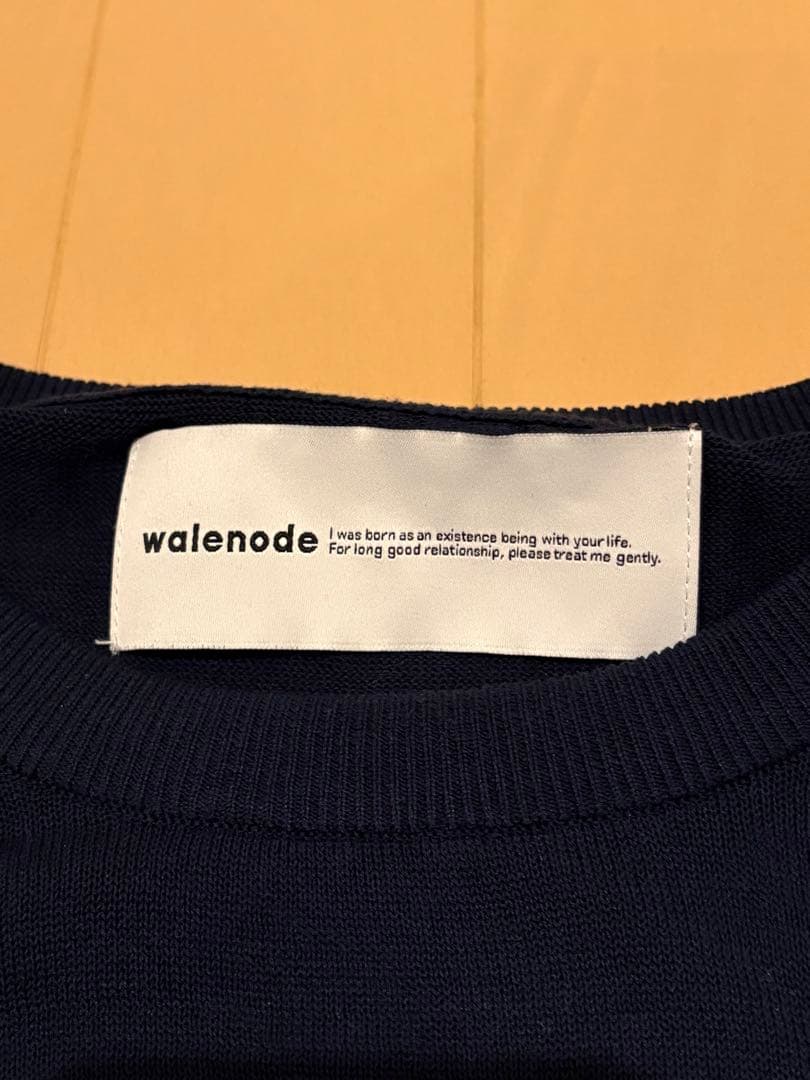 walenode
I was born as an existence being with your life.
For long good relationship, please treat me gently.